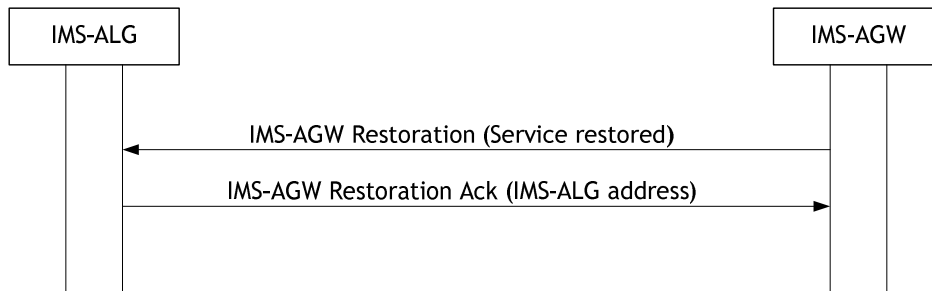 IMS-ALG
IMS-AGW
IMS-AGW Restoration (Service restored)
IMS-AGW Restoration Ack (IMS-ALG address)